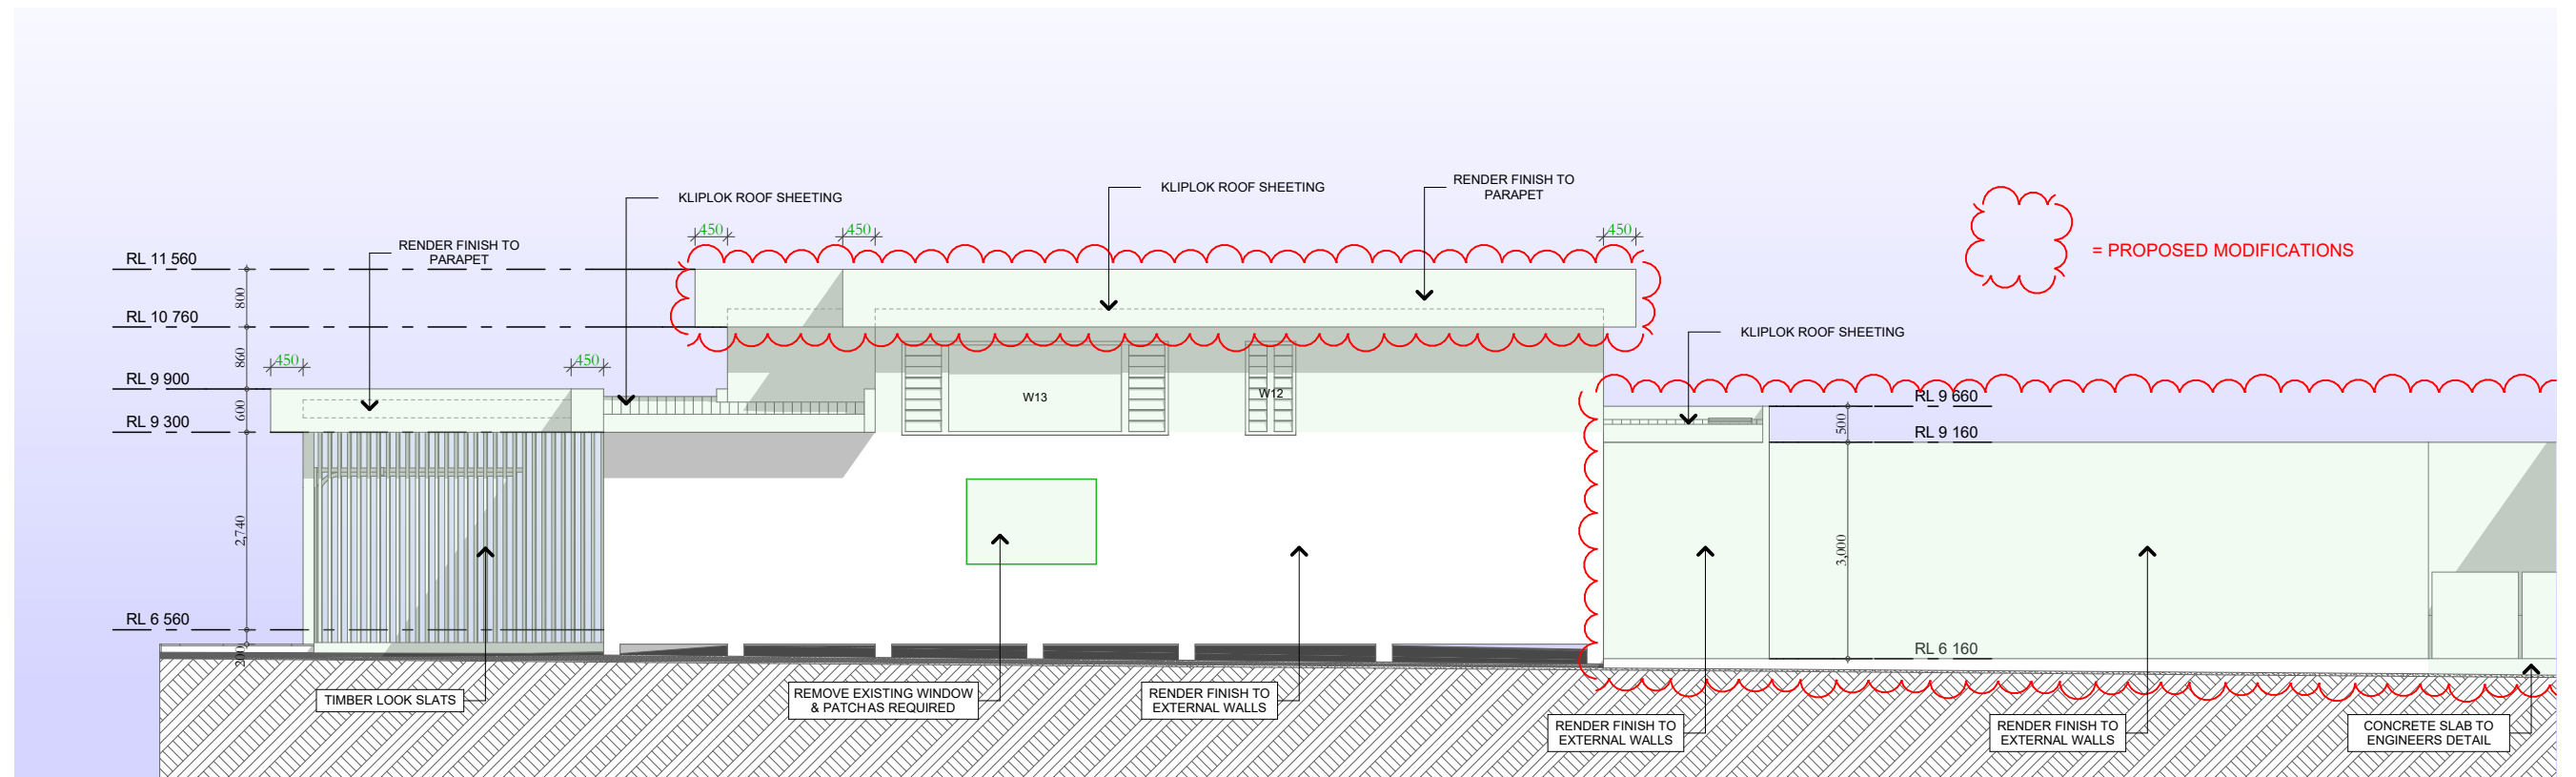 KLIPLOK ROOF SHEETING
KLIPLOK ROOF SHEETING
RENDER FINISH TO
PARAPET
450
450
450
RENDER FINISH TO
PARAPET
= PROPOSED MODIFICATIONS
RL 11 560
800
RL 10 760
KLIPLOK ROOF SHEETING
860
450
450
RL 9 900
W13
W12
RL 9 660
600
500
RL 9 300
RL 9 160
2,740
3,000
RL 6 560
200
RL 6 160
TIMBER LOOK SLATS
REMOVE EXISTING WINDOW
& PATCH AS REQUIRED
RENDER FINISH TO
EXTERNAL WALLS
RENDER FINISH TO
EXTERNAL WALLS
RENDER FINISH TO
EXTERNAL WALLS
CONCRETE SLAB TO
ENGINEERS DETAIL